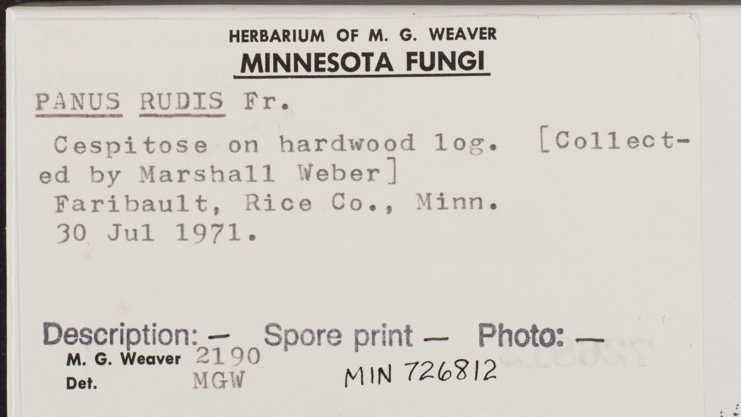 HERBARIUM OF M. G. WEAVER
MINNESOTA FUNGI
PANUS RUDIS Fr.
Cespitose on hardwood log. [Collect-
ed by Marshall Weber]
Faribault, Rice Co., Minn.
30 Jul 1971.
Description: — Spore print — Photo: —
M. G. Weaver 2190
Det. MGW
MIN 726812